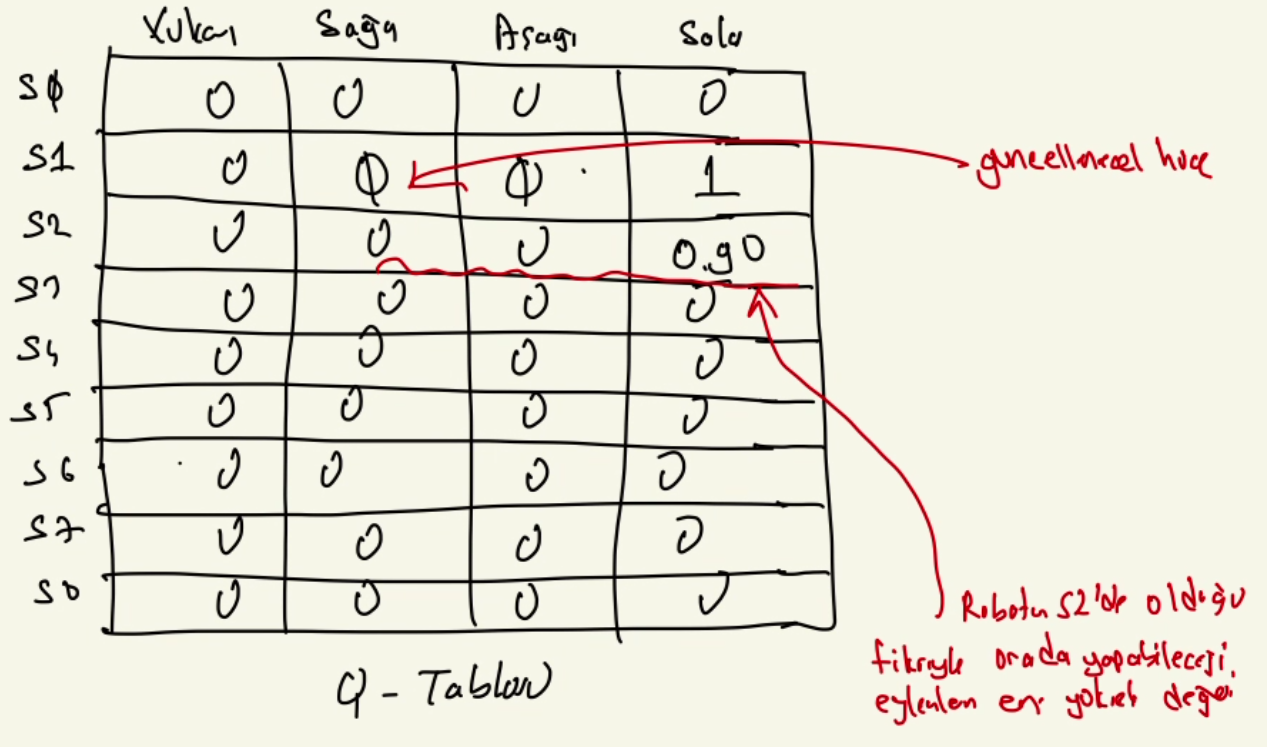 Yukarı Sağa Aşağı Sola
S0 0 0 0 0
S1 0 0 0 1
güncellenecek hücre
S2 0 0 0 0.90
S3 0 0 0 0
S4 0 0 0 0
S5 0 0 0 0
S6 0 0 0 0
S7 0 0 0 0
S8 0 0 0 0
Robotun S2'de olduğu
fikriyle orada yapabileceği
eylemlerin en yüksek değeri
Q - Tablosu